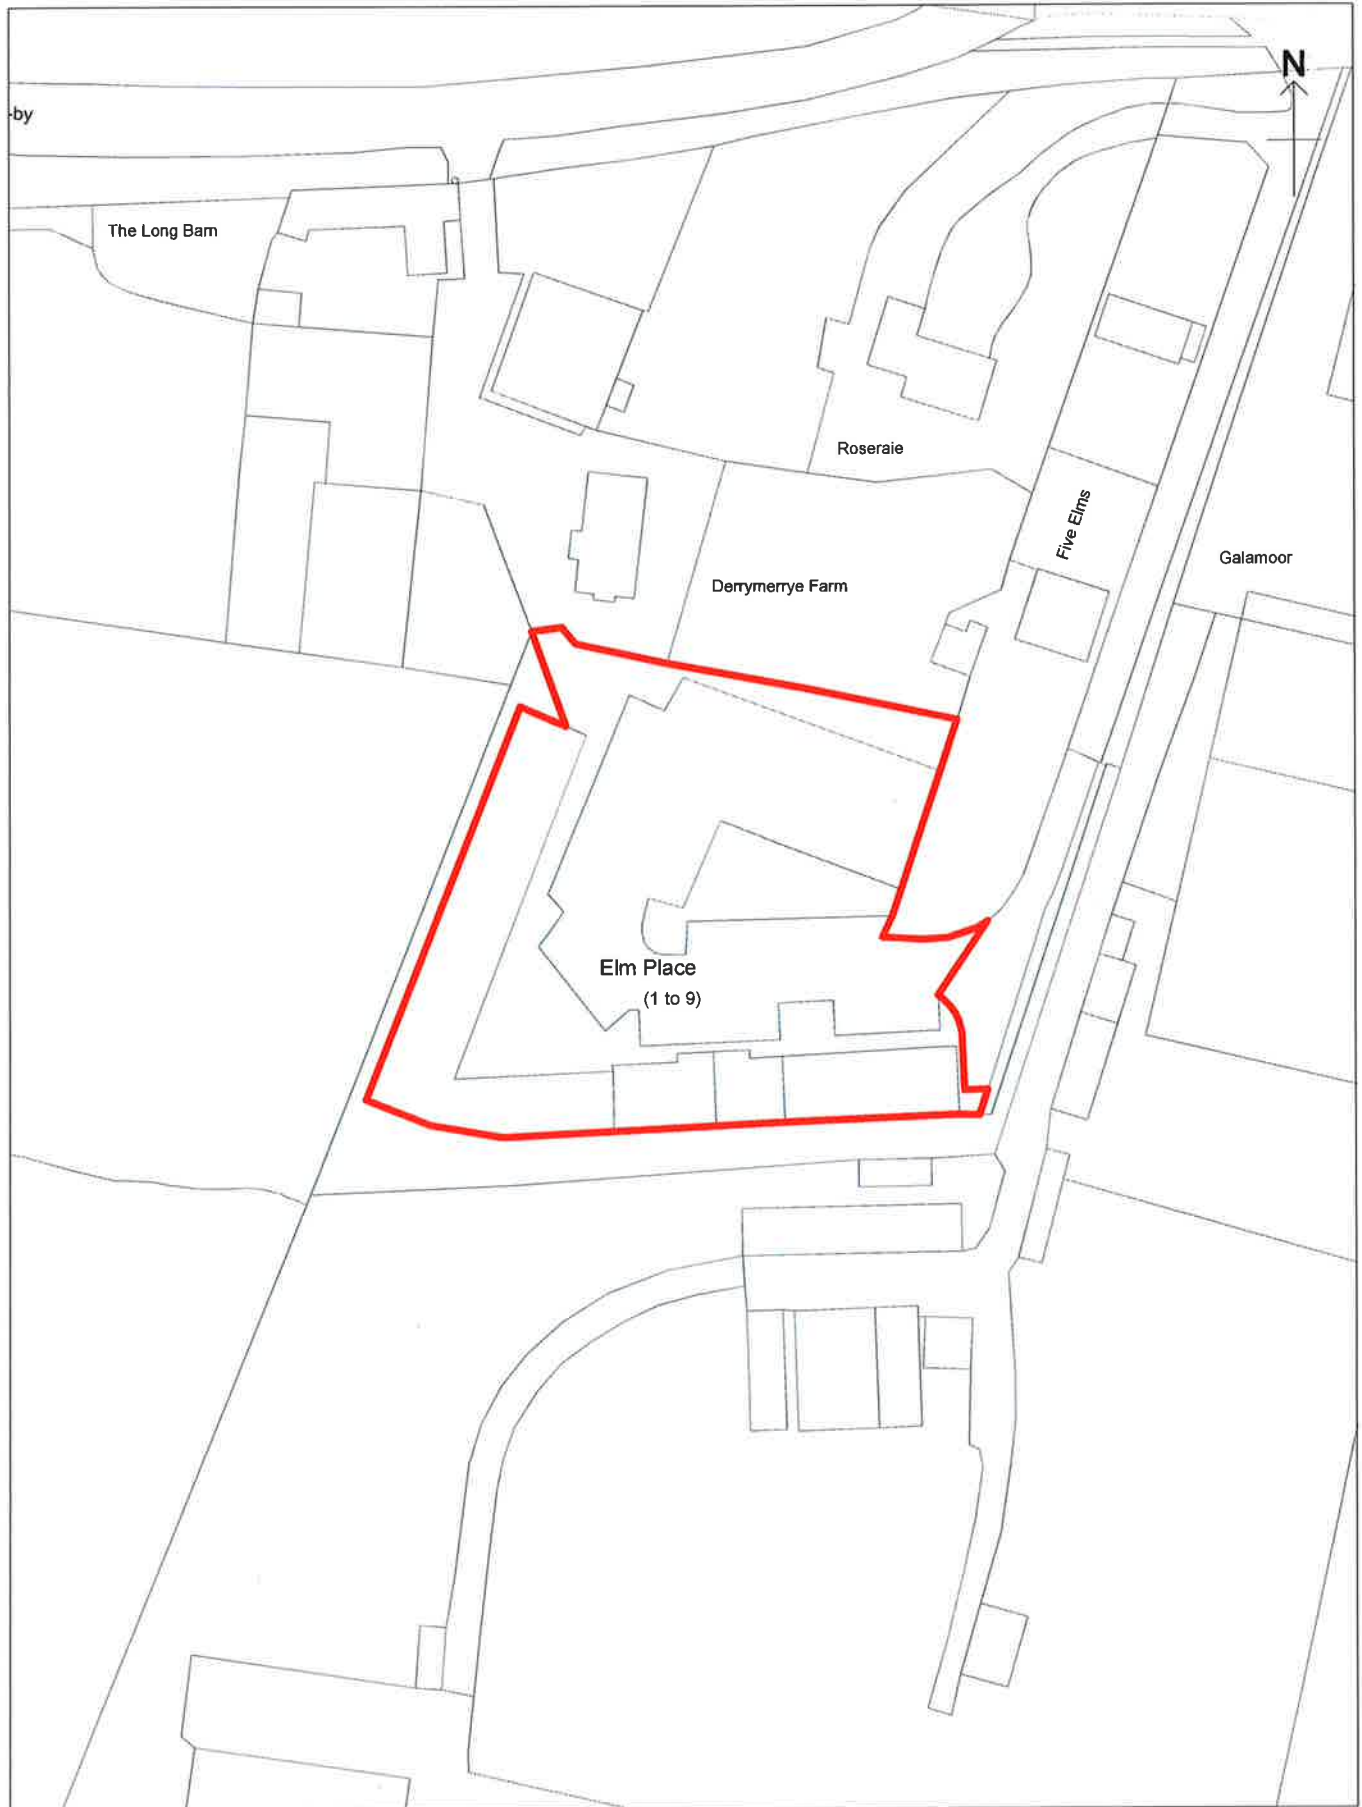 N
-by
The Long Barn
Roseraie
Five Elms
Galamoor
Derrymerrye Farm
Elm Place
(1 to 9)